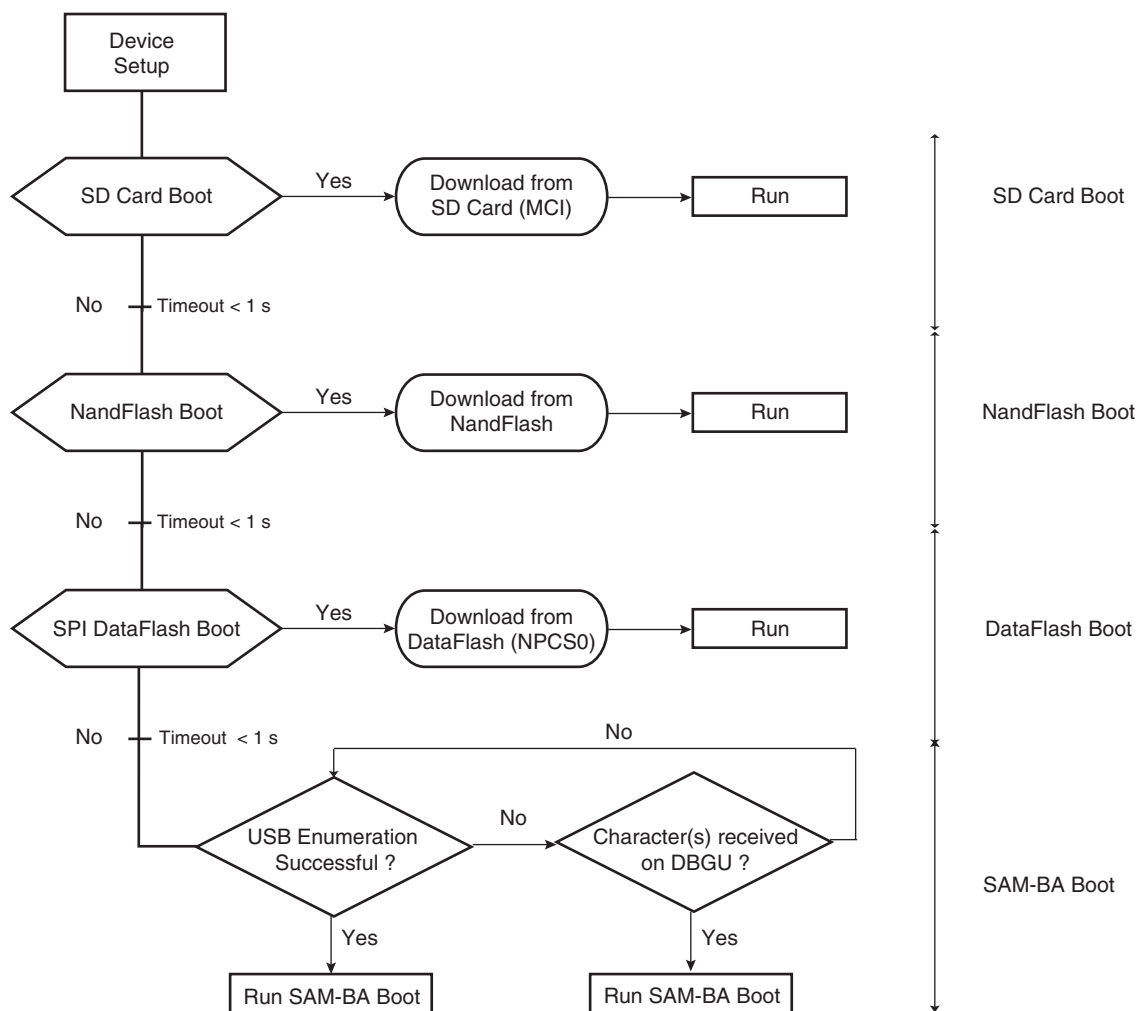 Device
Setup
SD Card Boot
Yes
Download from
SD Card (MCI)
Run
SD Card Boot
No
Timeout < 1 s
NandFlash Boot
Yes
Download from
NandFlash
Run
NandFlash Boot
No
Timeout < 1 s
SPI DataFlash Boot
Yes
Download from
DataFlash (NPCS0)
Run
DataFlash Boot
No
Timeout < 1 s
No
USB Enumeration
Successful ?
No
Character(s) received
on DBGU ?
SAM-BA Boot
Yes
Yes
Run SAM-BA Boot
Run SAM-BA Boot